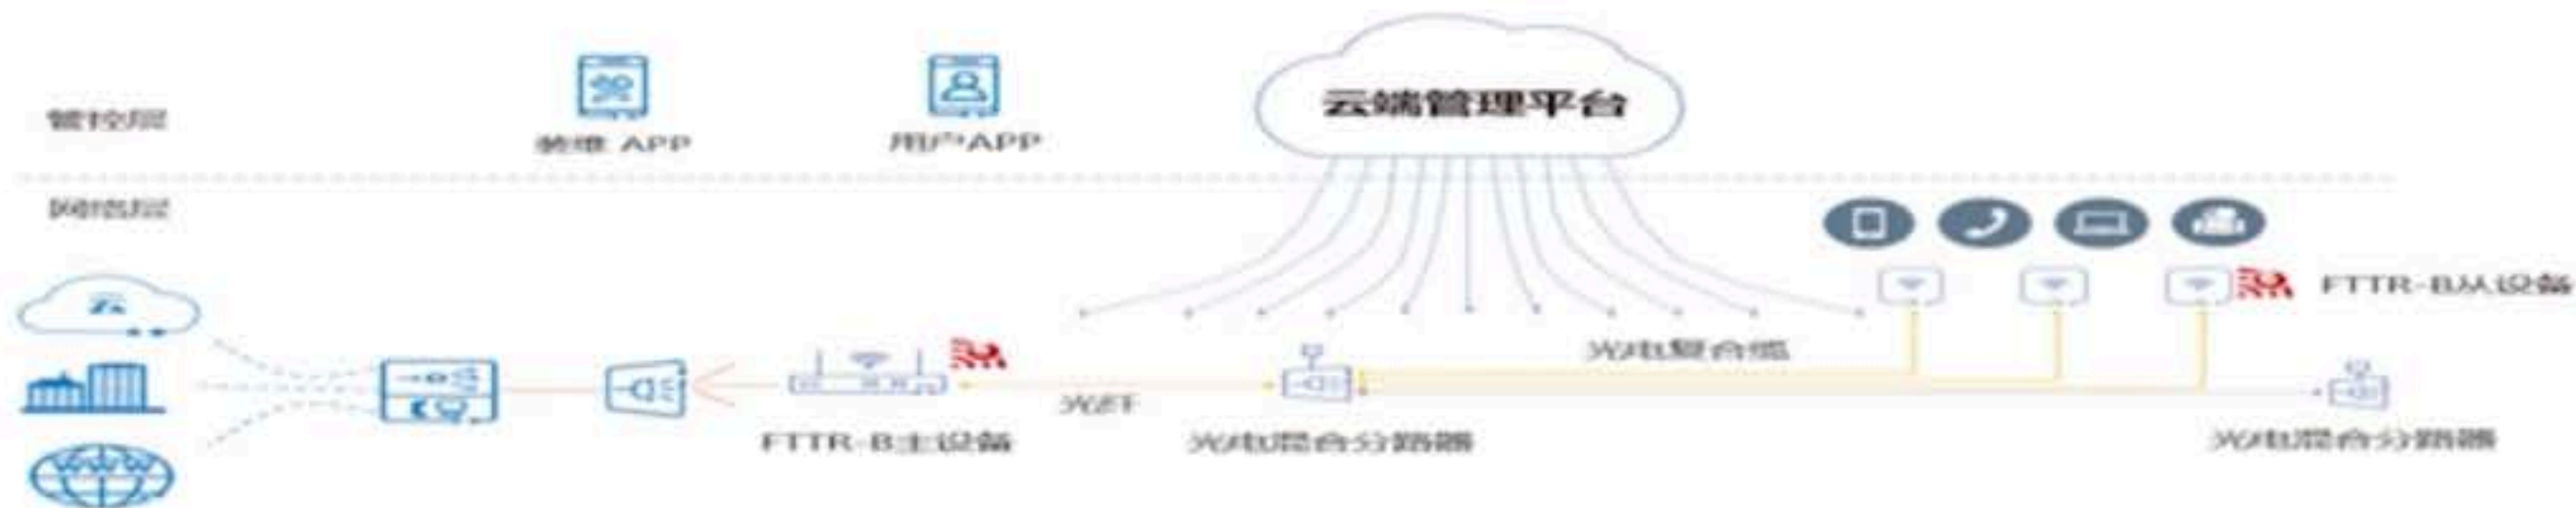 管控层
装维 APP
用户APP
云端管理平台
网络层
云
FTTR-B从设备
光电复合缆
光纤
FTTR-B主设备
光电混合分路器
光电混合分路器
WWW